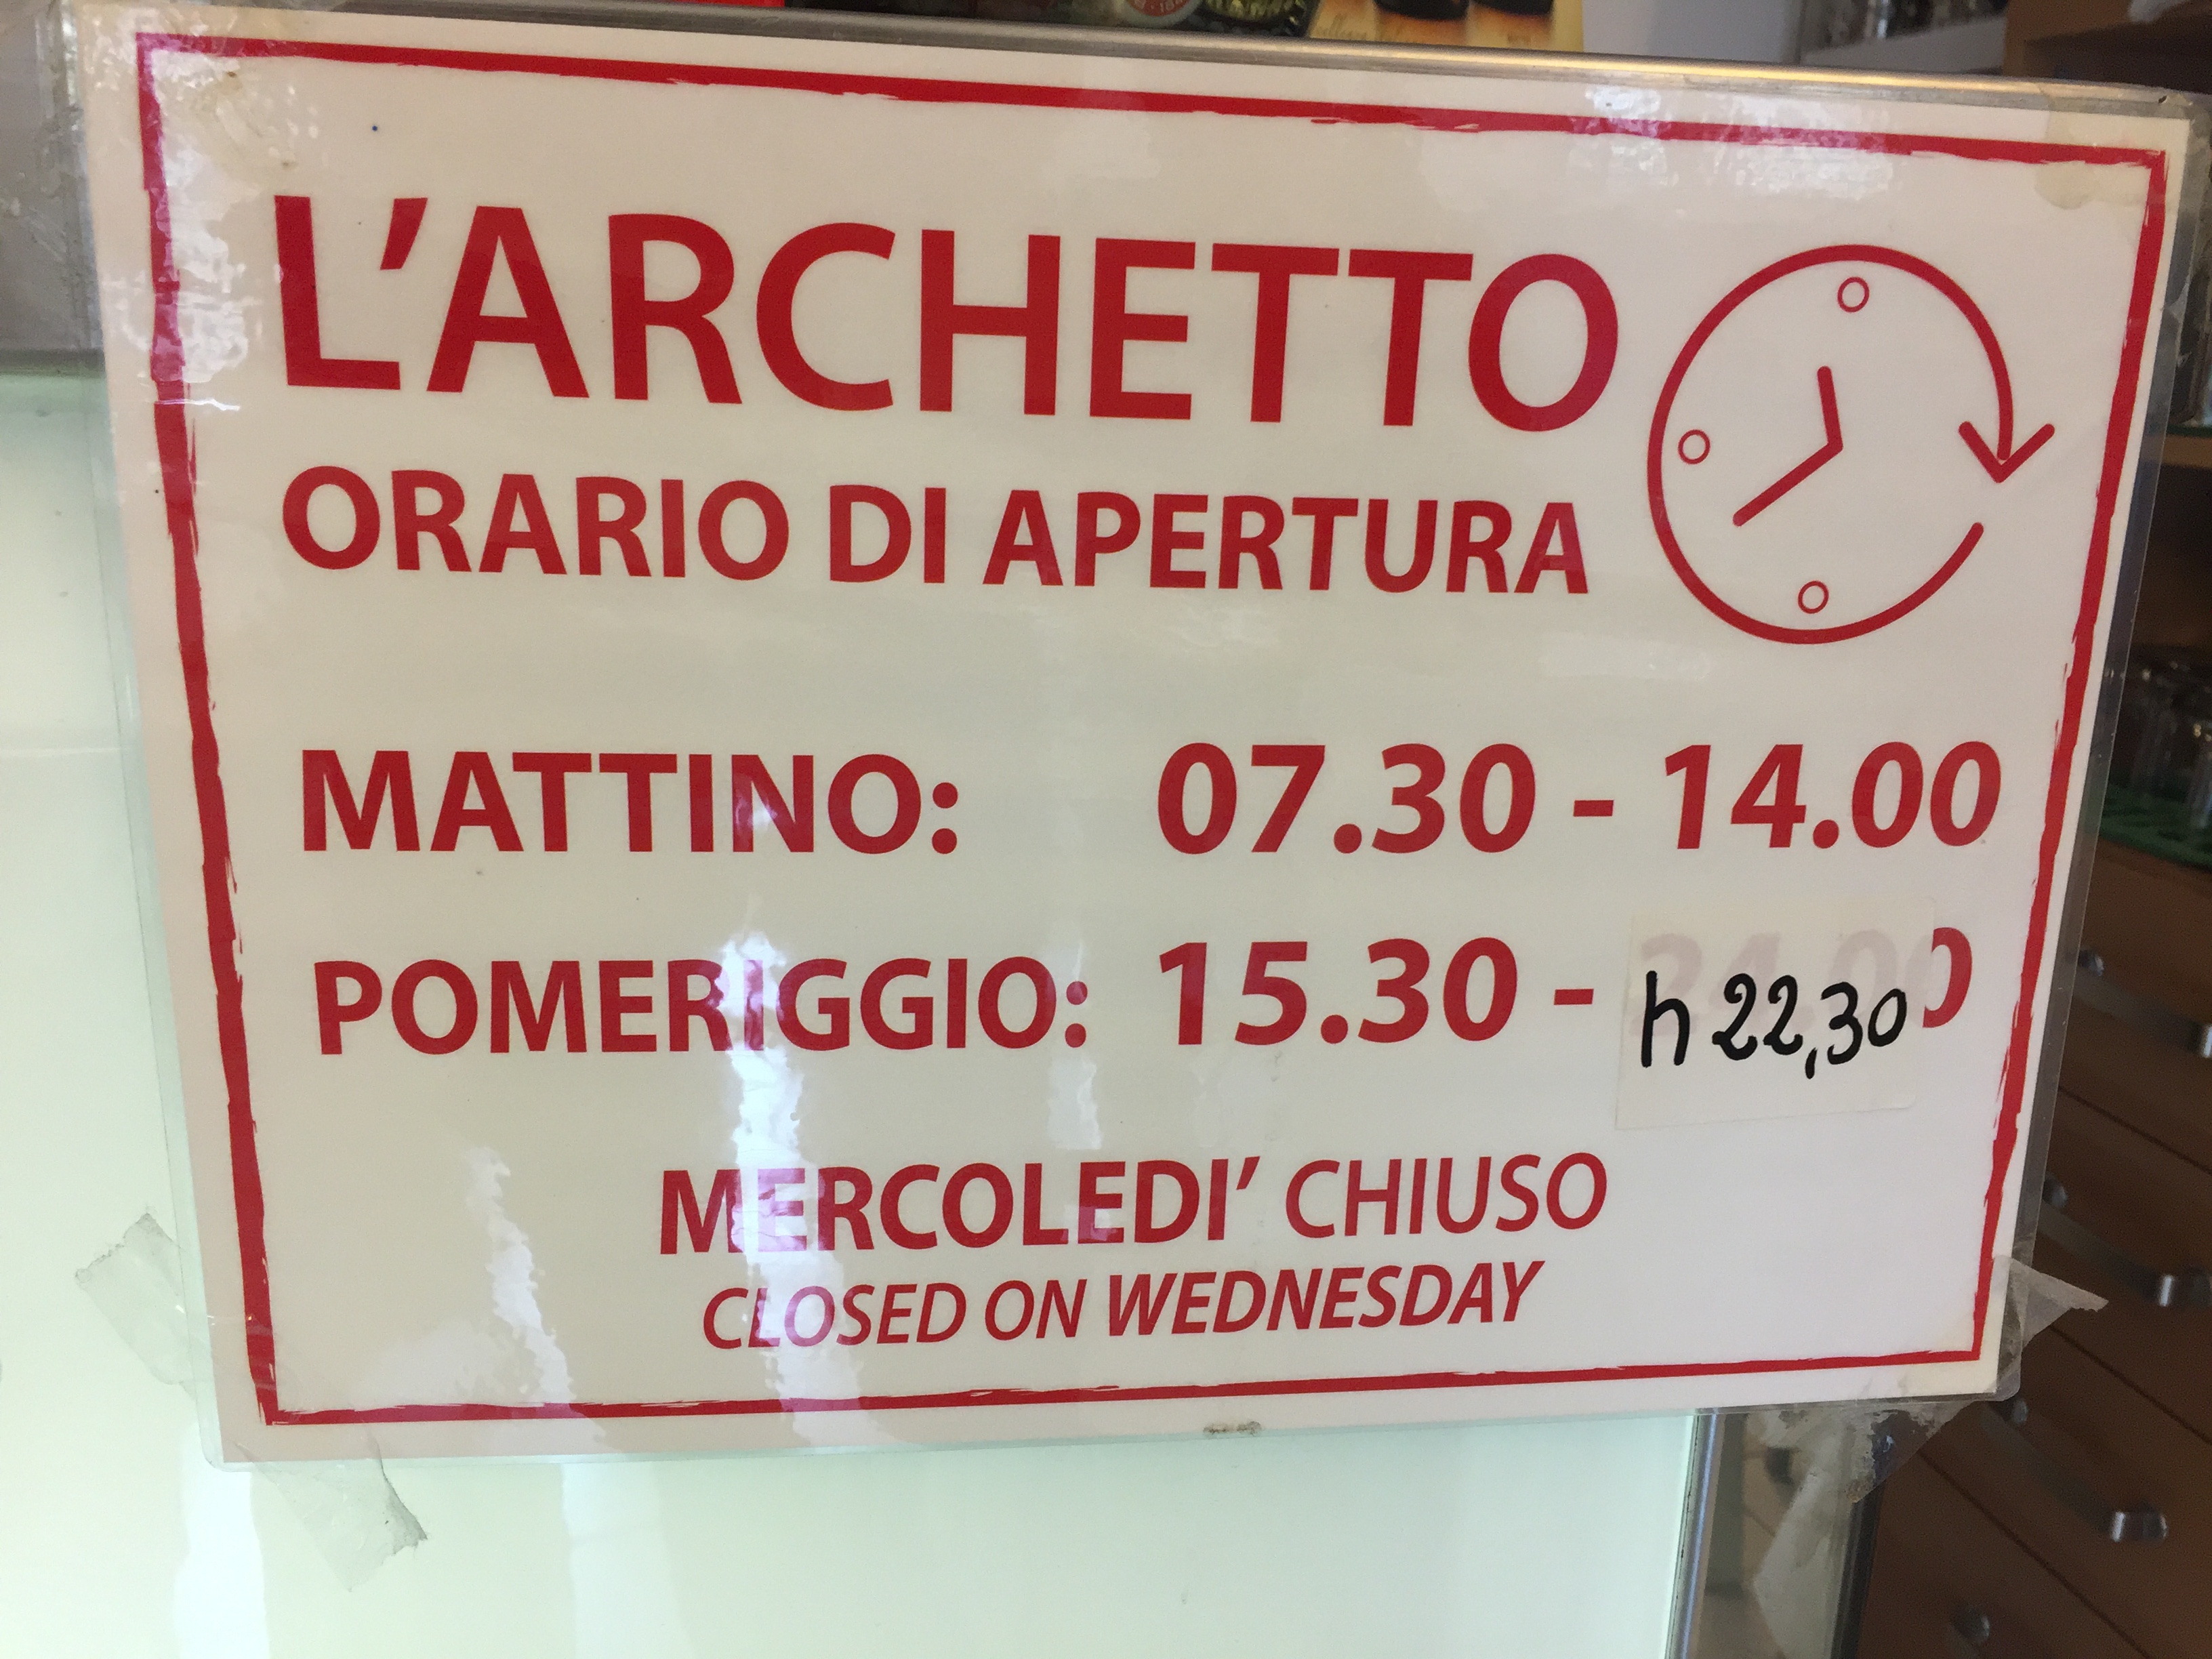 L'ARCHETTO
ORARIO DI APERTURA
MATTINO: 07.30 - 14.00
POMERIGGIO: 15.30 - h 22,30
MERCOLEDI' CHIUSO
CLOSED ON WEDNESDAY